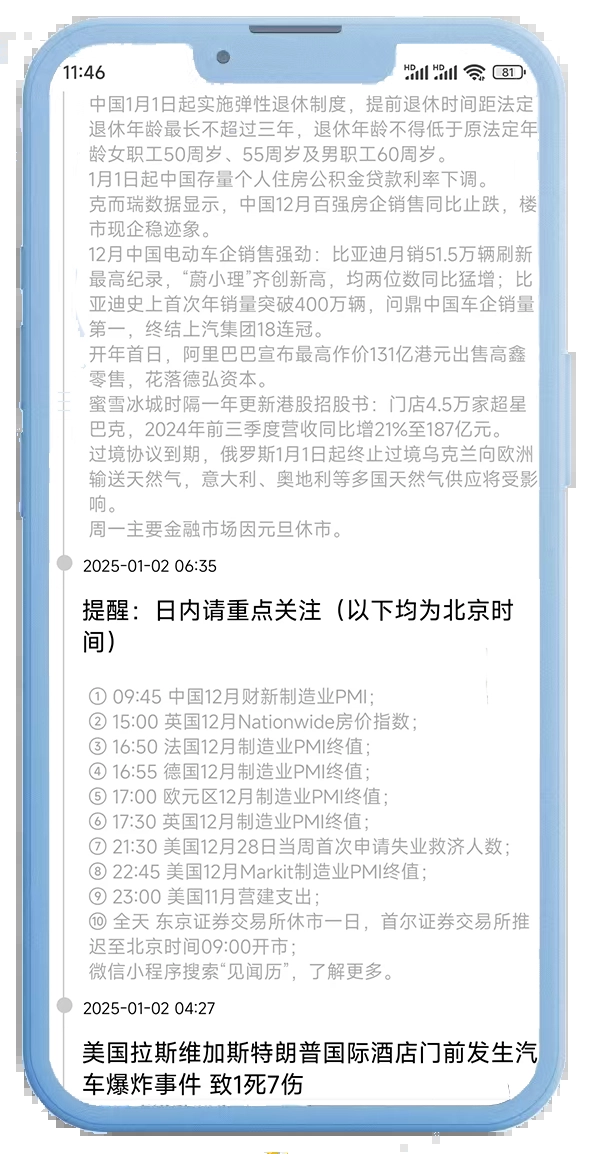 11:46
HD HD 81
中国1月1日起实施弹性退休制度，提前退休时间距法定
退休年龄最长不超过三年，退休年龄不得低于原法定年
龄女职工50周岁、55周岁及男职工60周岁。
1月1日起中国存量个人住房公积金贷款利率下调。
克而瑞数据显示，中国12月百强房企销售同比止跌，楼
市现企稳迹象。
12月中国电动车企销售强劲：比亚迪月销51.5万辆刷新
最高纪录，“蔚小理”齐创新高，均两位数同比猛增；比
亚迪史上首次年销量突破400万辆，问鼎中国车企销量
第一，终结上汽集团18连冠。
开年首日，阿里巴巴宣布最高作价131亿港元出售高鑫
零售，花落德弘资本。
蜜雪冰城时隔一年更新港股招股书：门店4.5万家超星
巴克，2024年前三季度营收同比增21%至187亿元。
过境协议到期，俄罗斯1月1日起终止过境乌克兰向欧洲
输送天然气，意大利、奥地利等多国天然气供应将受影
响。
周一主要金融市场因元旦休市。
2025-01-02 06:35
提醒：日内请重点关注（以下均为北京时
间）
① 09:45 中国12月财新制造业PMI；
② 15:00 英国12月Nationwide房价指数；
③ 16:50 法国12月制造业PMI终值；
④ 16:55 德国12月制造业PMI终值；
⑤ 17:00 欧元区12月制造业PMI终值；
⑥ 17:30 英国12月制造业PMI终值；
⑦ 21:30 美国12月28日当周首次申请失业救济人数；
⑧ 22:45 美国12月Markit制造业PMI终值；
⑨ 23:00 美国11月营建支出；
⑩ 全天 东京证券交易所休市一日，首尔证券交易所推
迟至北京时间09:00开市；
微信小程序搜索“见闻历”，了解更多。
2025-01-02 04:27
美国拉斯维加斯特朗普国际酒店门前发生汽
车爆炸事件 致1死7伤